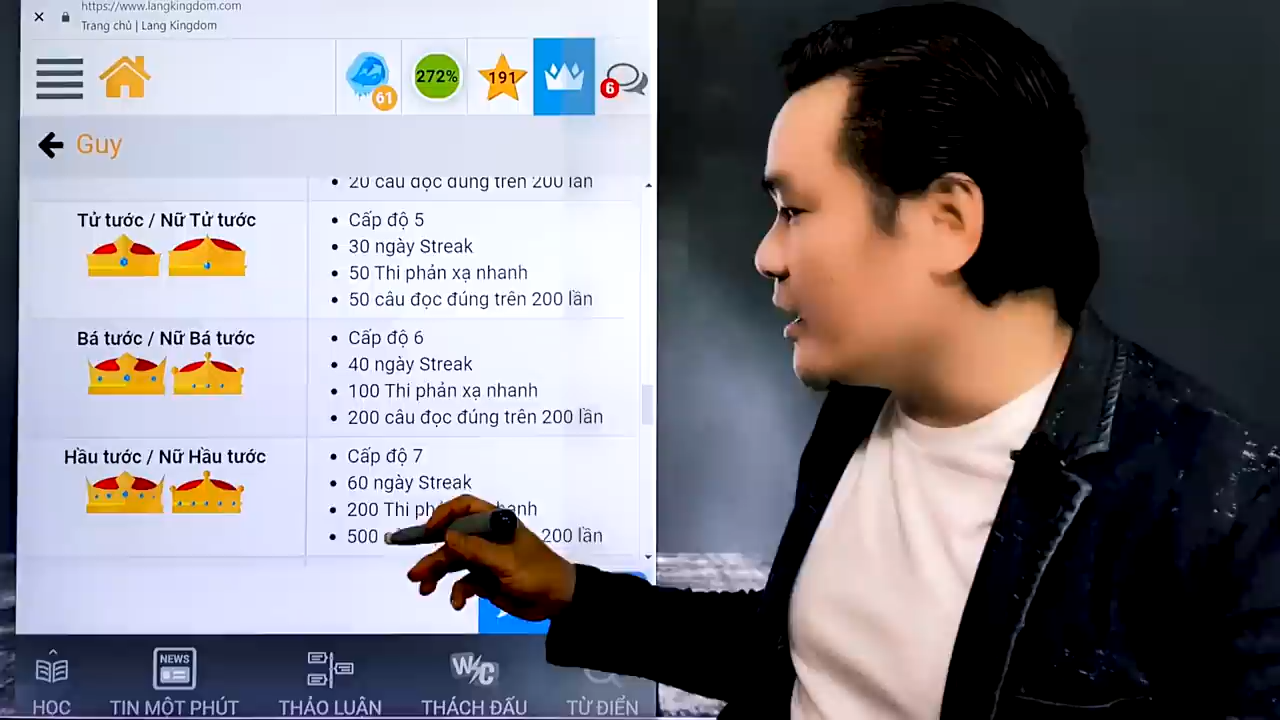 https://www.langkingdom.com
Trang chủ | Lang Kingdom
61
272%
191
6
Guy
20 câu đọc đúng trên 200 lần
Tử tước / Nữ Tử tước
Cấp độ 5
30 ngày Streak
50 Thi phản xạ nhanh
50 câu đọc đúng trên 200 lần
Bá tước / Nữ Bá tước
Cấp độ 6
40 ngày Streak
100 Thi phản xạ nhanh
200 câu đọc đúng trên 200 lần
Hầu tước / Nữ Hầu tước
Cấp độ 7
60 ngày Streak
200 Thi
500 200 lần
NEWS
W/C
HỌC
TIN MỘT PHÚT
THẢO LUẬN
THÁCH ĐẤU
TỪ ĐIỂN